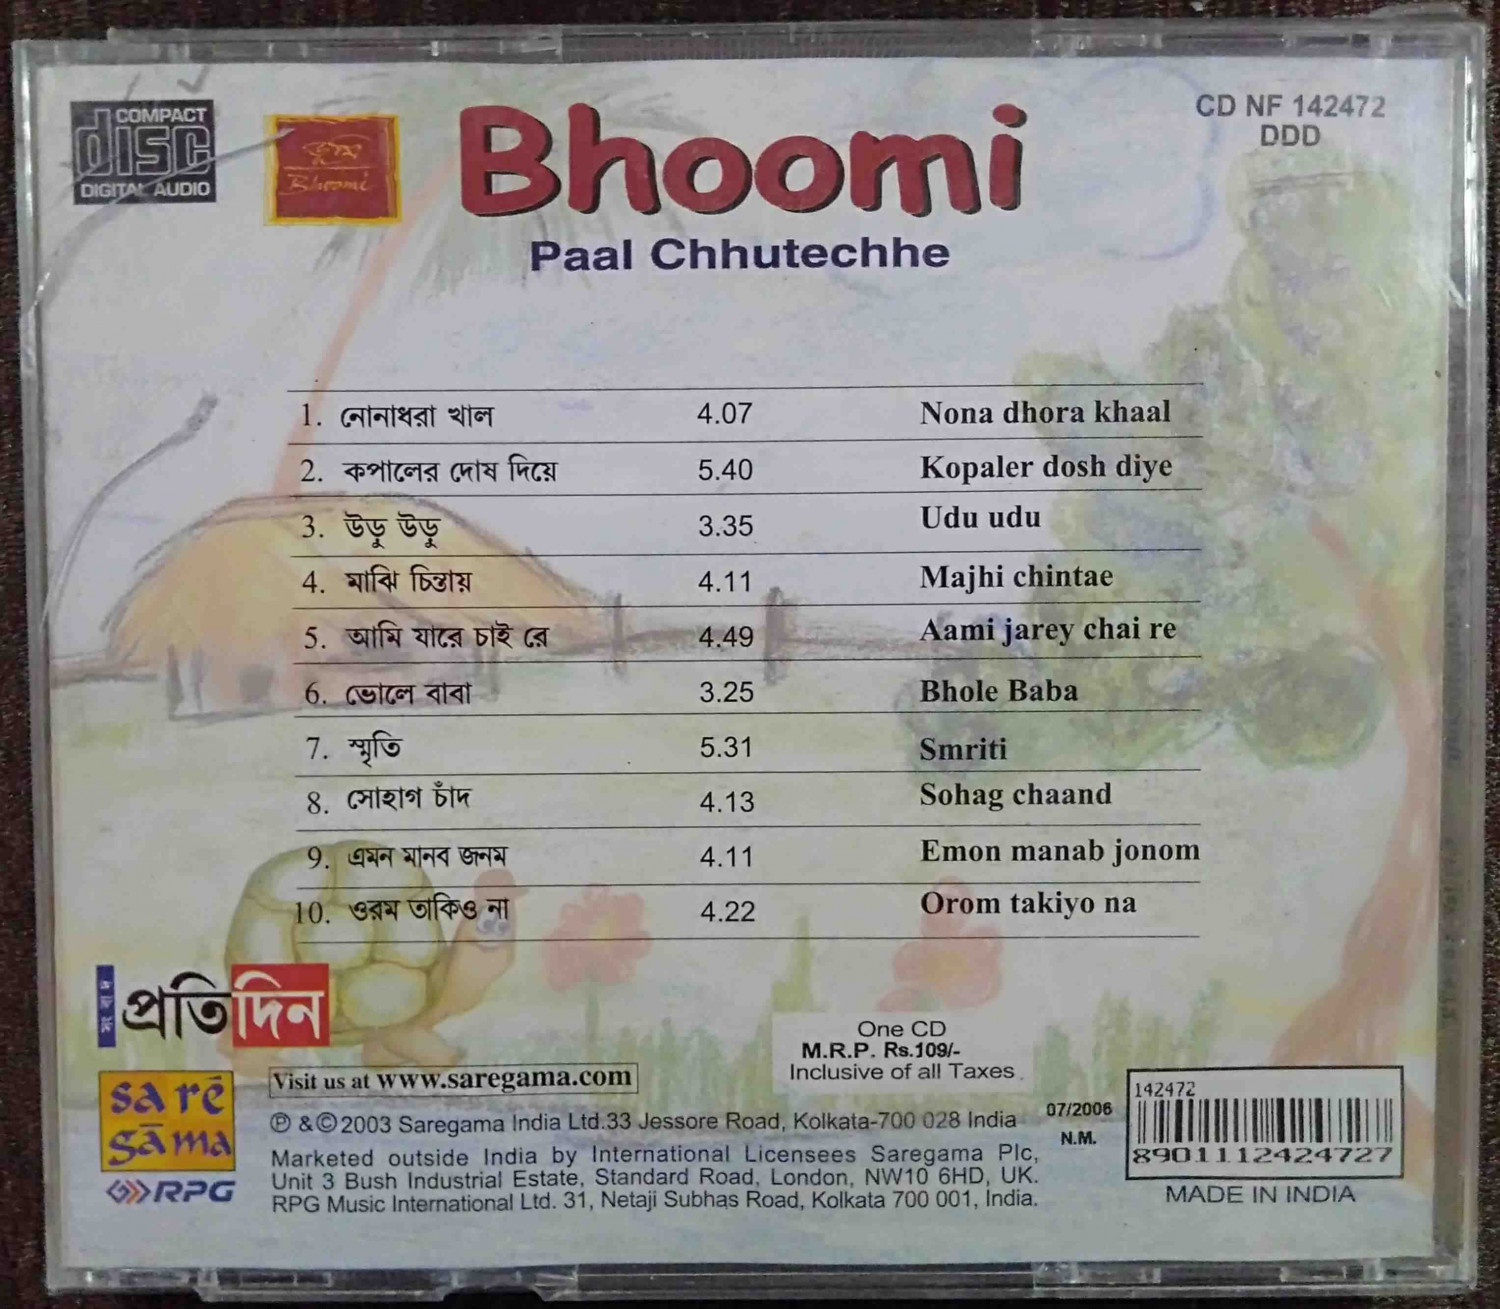 COMPACT
disc
DIGITAL AUDIO
ভূমি
Bhoomi
Bhoomi
Paal Chhutechhe
CD NF 142472
DDD
1. নোনাধরা খাল 4.07 Nona dhora khaal
2. কপালের দোষ দিয়ে 5.40 Kopaler dosh diye
3. উড়ু উড়ু 3.35 Udu udu
4. মাঝি চিন্তায় 4.11 Majhi chintae
5. আমি যারে চাই রে 4.49 Aami jarey chai re
6. ভোলে বাবা 3.25 Bhole Baba
7. স্মৃতি 5.31 Smriti
8. সোহাগ চাঁদ 4.13 Sohag chaand
9. এমন মানব জনম 4.11 Emon manab jonom
10. ওরম তাকিও না 4.22 Orom takiyo na
সংবাদ
প্রতিদিন
One CD
M.R.P. Rs.109/-
Inclusive of all Taxes
sa rē
gāma
RPG
Visit us at www.saregama.com
℗ &© 2003 Saregama India Ltd.33 Jessore Road, Kolkata-700 028 India
Marketed outside India by International Licensees Saregama Plc,
Unit 3 Bush Industrial Estate, Standard Road, London, NW10 6HD, UK.
RPG Music International Ltd. 31, Netaji Subhas Road, Kolkata 700 001, India.
07/2006
N.M.
142472
8901112424727
MADE IN INDIA